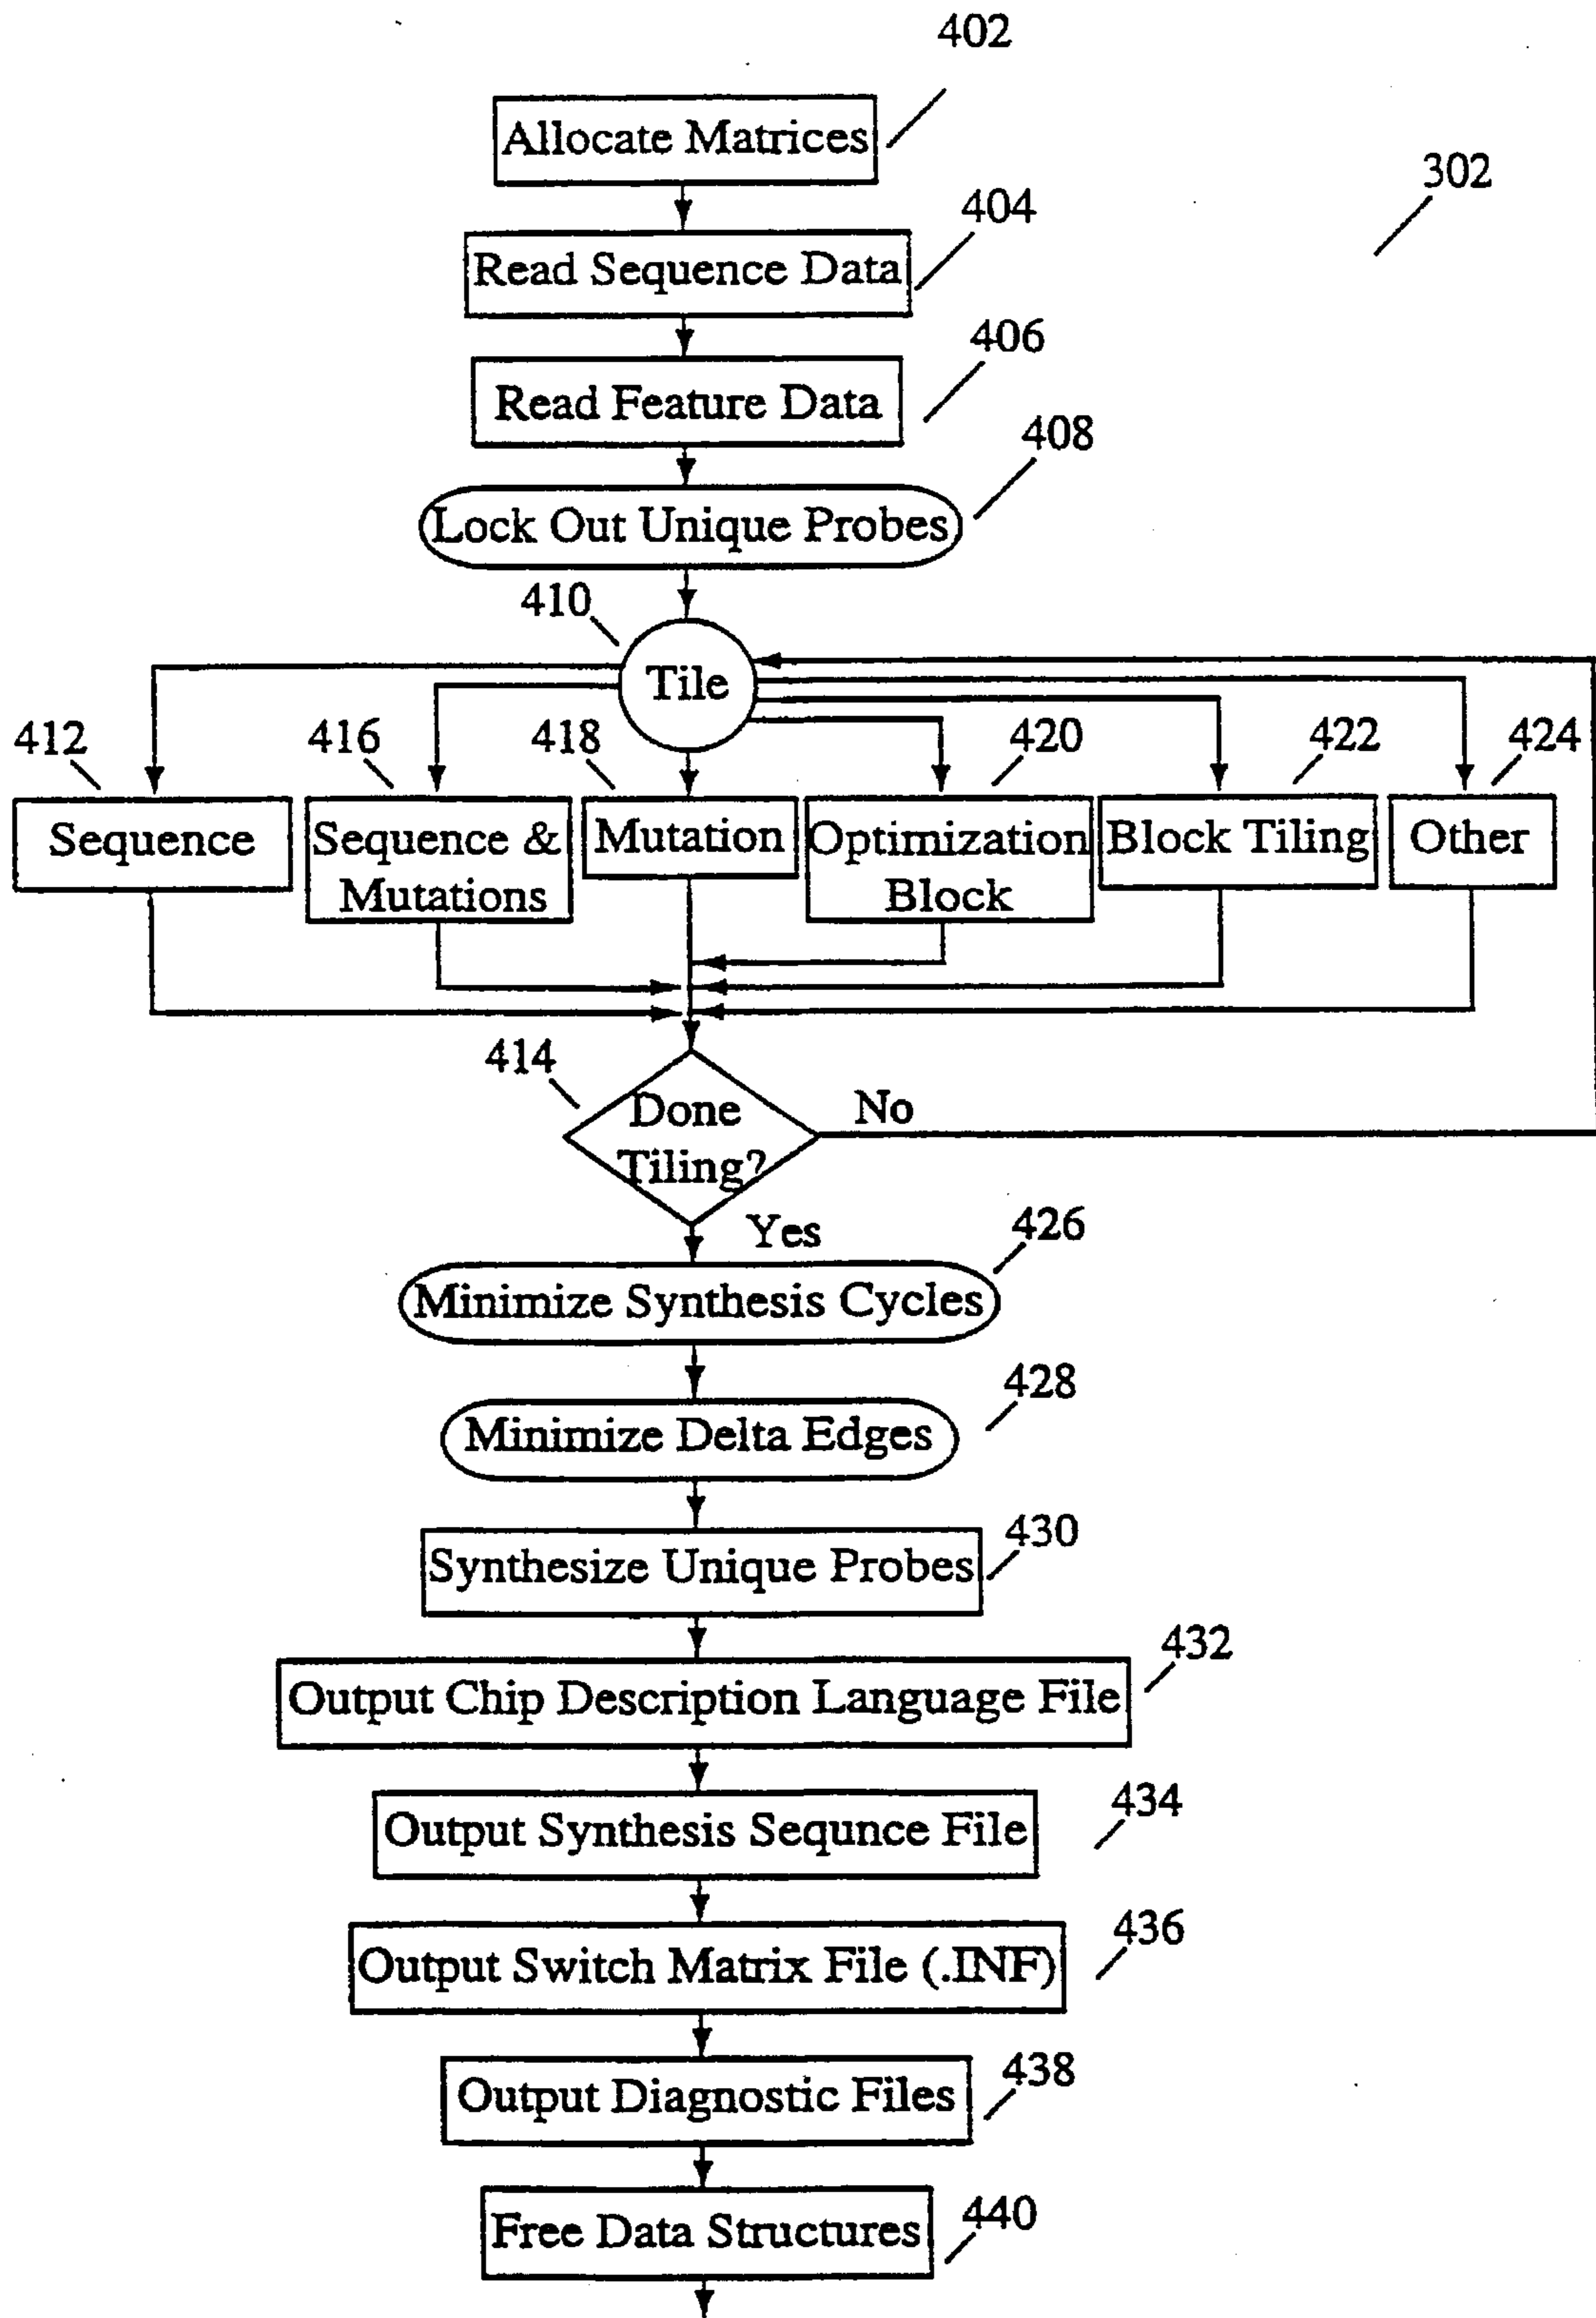 402
Allocate Matrices
302
404
Read Sequence Data
406
Read Feature Data
408
Lock Out Unique Probes
410
Tile
412
416
418
420
422
424
Sequence
Sequence &
Mutations
Mutation
Optimization
Block
Block Tiling
Other
414
Done
Tiling?
No
Yes
426
Minimize Synthesis Cycles
428
Minimize Delta Edges
430
Synthesize Unique Probes
432
Output Chip Description Language File
434
Output Synthesis Sequnce File
436
Output Switch Matrix File (.INF)
438
Output Diagnostic Files
440
Free Data Structures